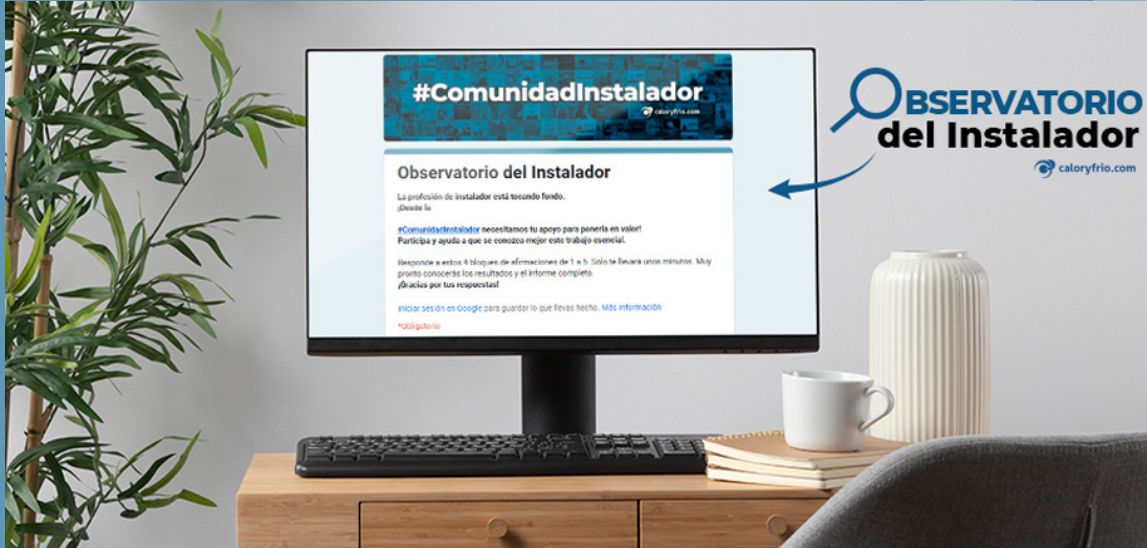 #ComunidadInstalador
caloryfrio.com
Observatorio del Instalador
La profesión de instalador está tocando fondo.
¡Desde la
#ComunidadInstalador necesitamos tu apoyo para ponerla en valor!
Participa y ayuda a que se conozca mejor este trabajo esencial.
Responde a estos 4 bloques de afirmaciones de 1 a 5. Sólo te llevará unos minutos. Muy
pronto conocerás los resultados y el informe completo.
¡Gracias por tus respuestas!
Iniciar sesión en Google para guardar lo que llevas hecho. Más información
*Obligatorio
OBSERVATORIO
del Instalador
caloryfrio.com